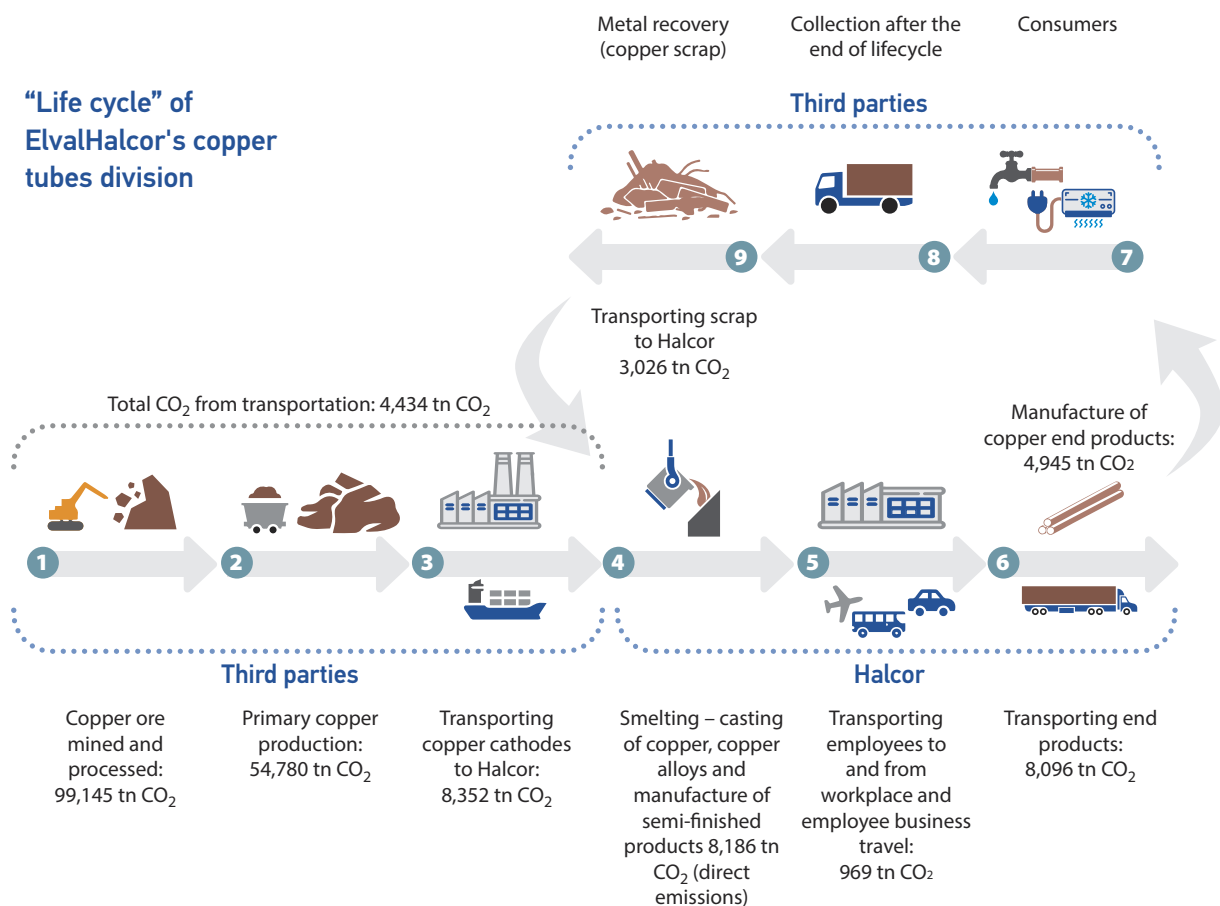 Metal recovery
(copper scrap)
Collection after the
end of lifecycle
Consumers
“Life cycle” of
ElvalHalcor's copper
tubes division
Third parties
9
8
7
Transporting scrap
to Halcor
3,026 tn CO₂
Total CO₂ from transportation: 4,434 tn CO₂
Manufacture of
copper end products:
4,945 tn CO2
1
2
3
4
5
6
Third parties
Halcor
Copper ore
mined and
processed:
99,145 tn CO₂
Primary copper
production:
54,780 tn CO₂
Transporting
copper cathodes
to Halcor:
8,352 tn CO₂
Smelting – casting
of copper, copper
alloys and
manufacture of
semi-finished
products 8,186 tn
CO₂ (direct
emissions)
Transporting
employees to
and from
workplace and
employee business
travel:
969 tn CO2
Transporting end
products:
8,096 tn CO₂